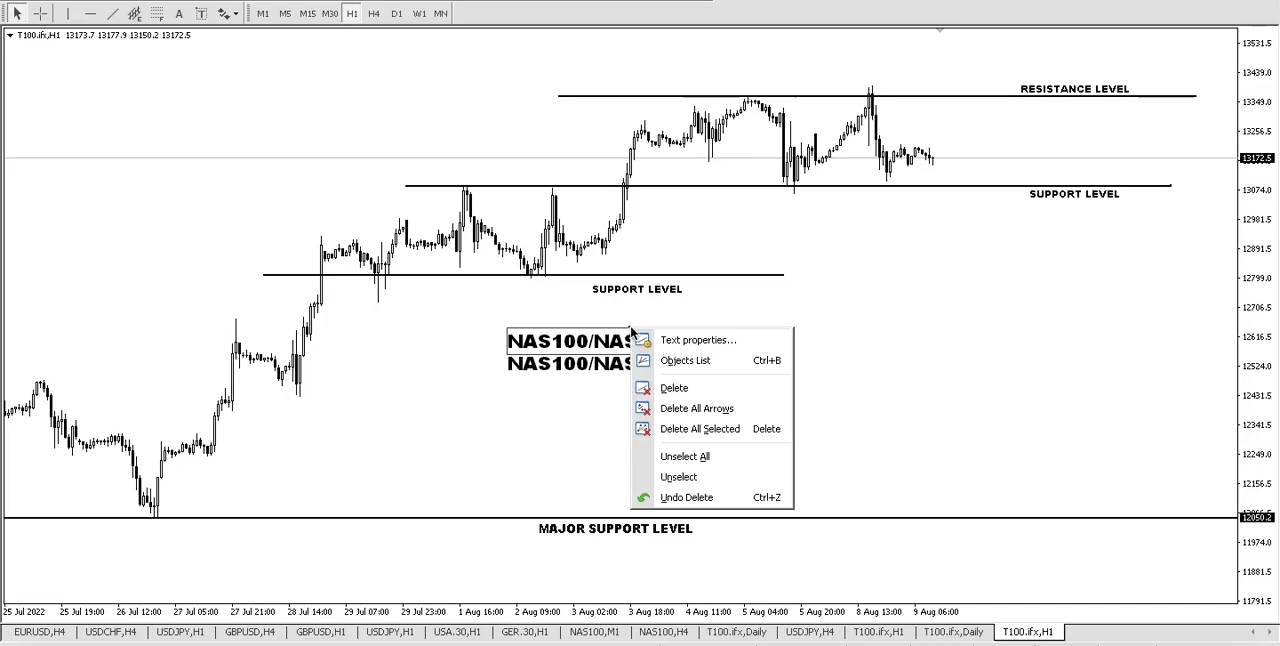 A T
M1 M5 M15 M30 H1 H4 D1 W1 MN
T100.ifx,H1 13173.7 13177.9 13150.2 13172.5
13531.5
13439.0
RESISTANCE LEVEL
13349.0
13256.5
13172.5
13074.0
SUPPORT LEVEL
12981.5
12891.5
12799.0
SUPPORT LEVEL
12706.5
12616.5
NAS100/NAS
NAS100/NAS
Text properties...
Objects List Ctrl+B
Delete
Delete All Arrows
Delete All Selected Delete
Unselect All
Unselect
Undo Delete Ctrl+Z
12524.0
12431.5
12341.5
12249.0
12156.5
12050.2
MAJOR SUPPORT LEVEL
11974.0
11881.5
11791.5
25 Jul 2022 25 Jul 19:00 26 Jul 12:00 27 Jul 05:00 27 Jul 21:00 28 Jul 14:00 29 Jul 07:00 29 Jul 23:00 1 Aug 16:00 2 Aug 09:00 3 Aug 02:00 3 Aug 18:00 4 Aug 11:00 5 Aug 04:00 5 Aug 20:00 8 Aug 13:00 9 Aug 06:00
EURUSD,H4 USDCHF,H4 USDJPY,H1 GBPUSD,H4 GBPUSD,H1 USDJPY,H1 USA.30,H1 GER.30,H1 NAS100,M1 NAS100,H4 T100.ifx,Daily USDJPY,H4 T100.ifx,H1 T100.ifx,Daily T100.ifx,H1